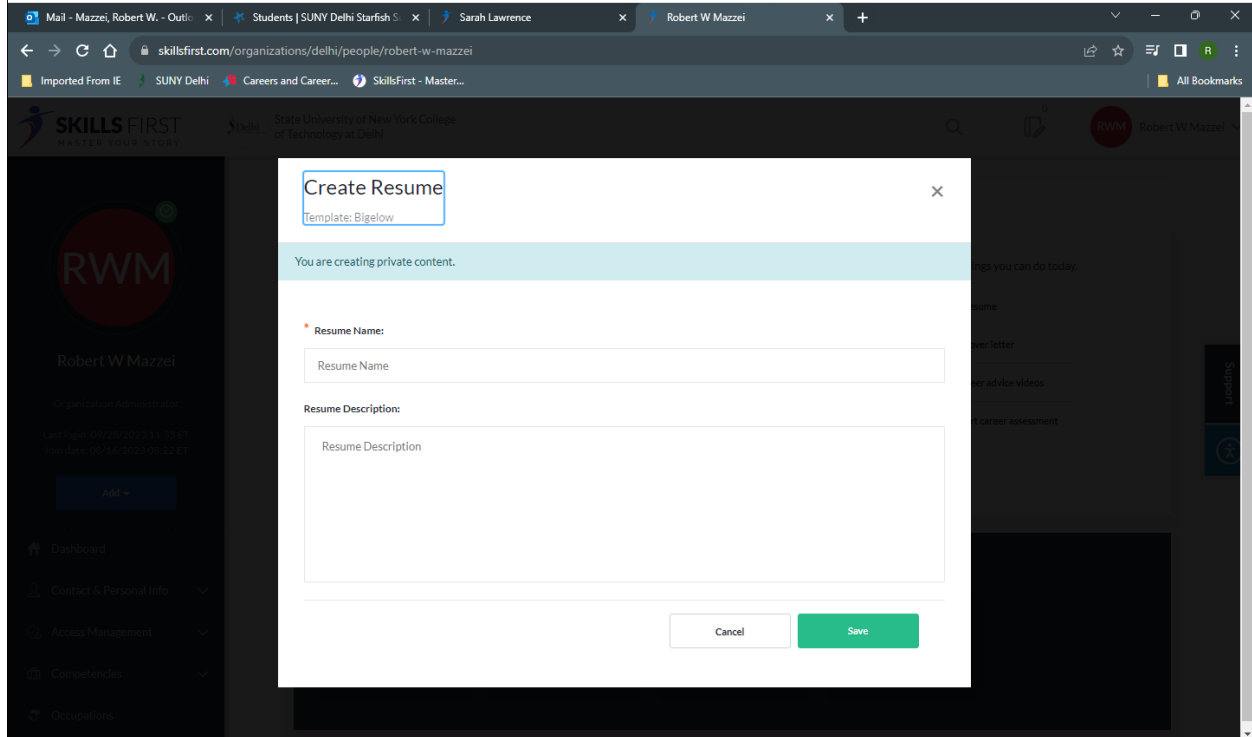 Mail - Mazzei, Robert W. - Outlo
Students | SUNY Delhi Starfish S
Sarah Lawrence
Robert W Mazzei
skillsfirst.com/organizations/delhi/people/robert-w-mazzei
R
Imported From IE
SUNY Delhi
Careers and Career...
SkillsFirst - Master...
All Bookmarks
SKILLS FIRST
MASTER YOUR STORY
Delhi
State University of New York College
of Technology at Delhi
RWM
Robert W Mazzei
Create Resume
Template: Bigelow
You are creating private content.
* Resume Name:
Resume Name
Resume Description:
Resume Description
Cancel
Save
RWM
Robert W Mazzei
Organization Administrator
Add
Dashboard
Contact & Personal Info
Access Management
Competencies
Occupations
ings you can do today.
esume
over letter
eer advice videos
rt career assessment
Support